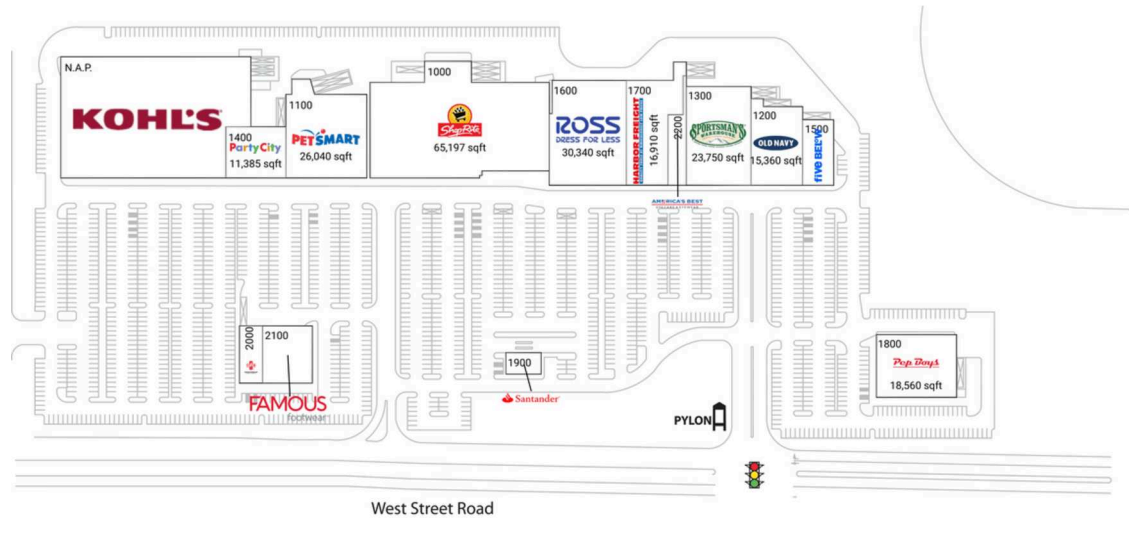 N.A.P.
KOHL'S
1400
Party City
11,385 sqft
1100
PETSMART
26,040 sqft
1000
ShopRite
65,197 sqft
1600
ROSS
DRESS FOR LESS
30,340 sqft
1700
HARBOR FREIGHT
16,910 sqft
2200
AMERICA'S BEST
1300
SPORTSMAN'S
WAREHOUSE
23,750 sqft
1200
OLD NAVY
15,360 sqft
1500
five BEL°W
2000
2100
FAMOUS
footwear
1900
Santander
1800
Pep Boys
18,560 sqft
PYLON
West Street Road